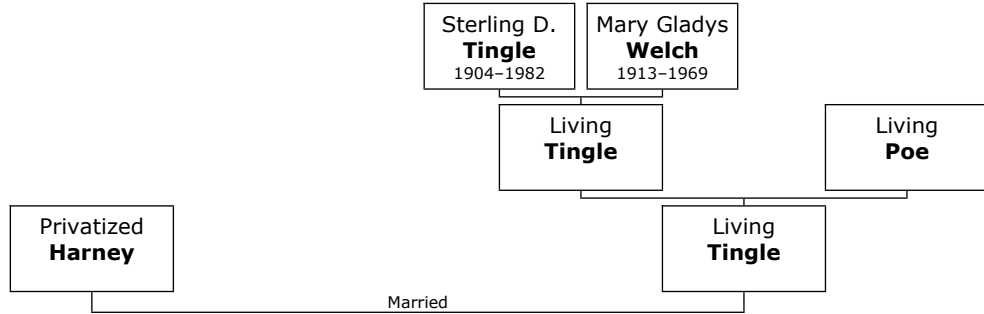 Sterling D.
Tingle
1904–1982
Mary Gladys
Welch
1913–1969
Living
Tingle
Living
Poe
Privatized
Harney
Living
Tingle
Married